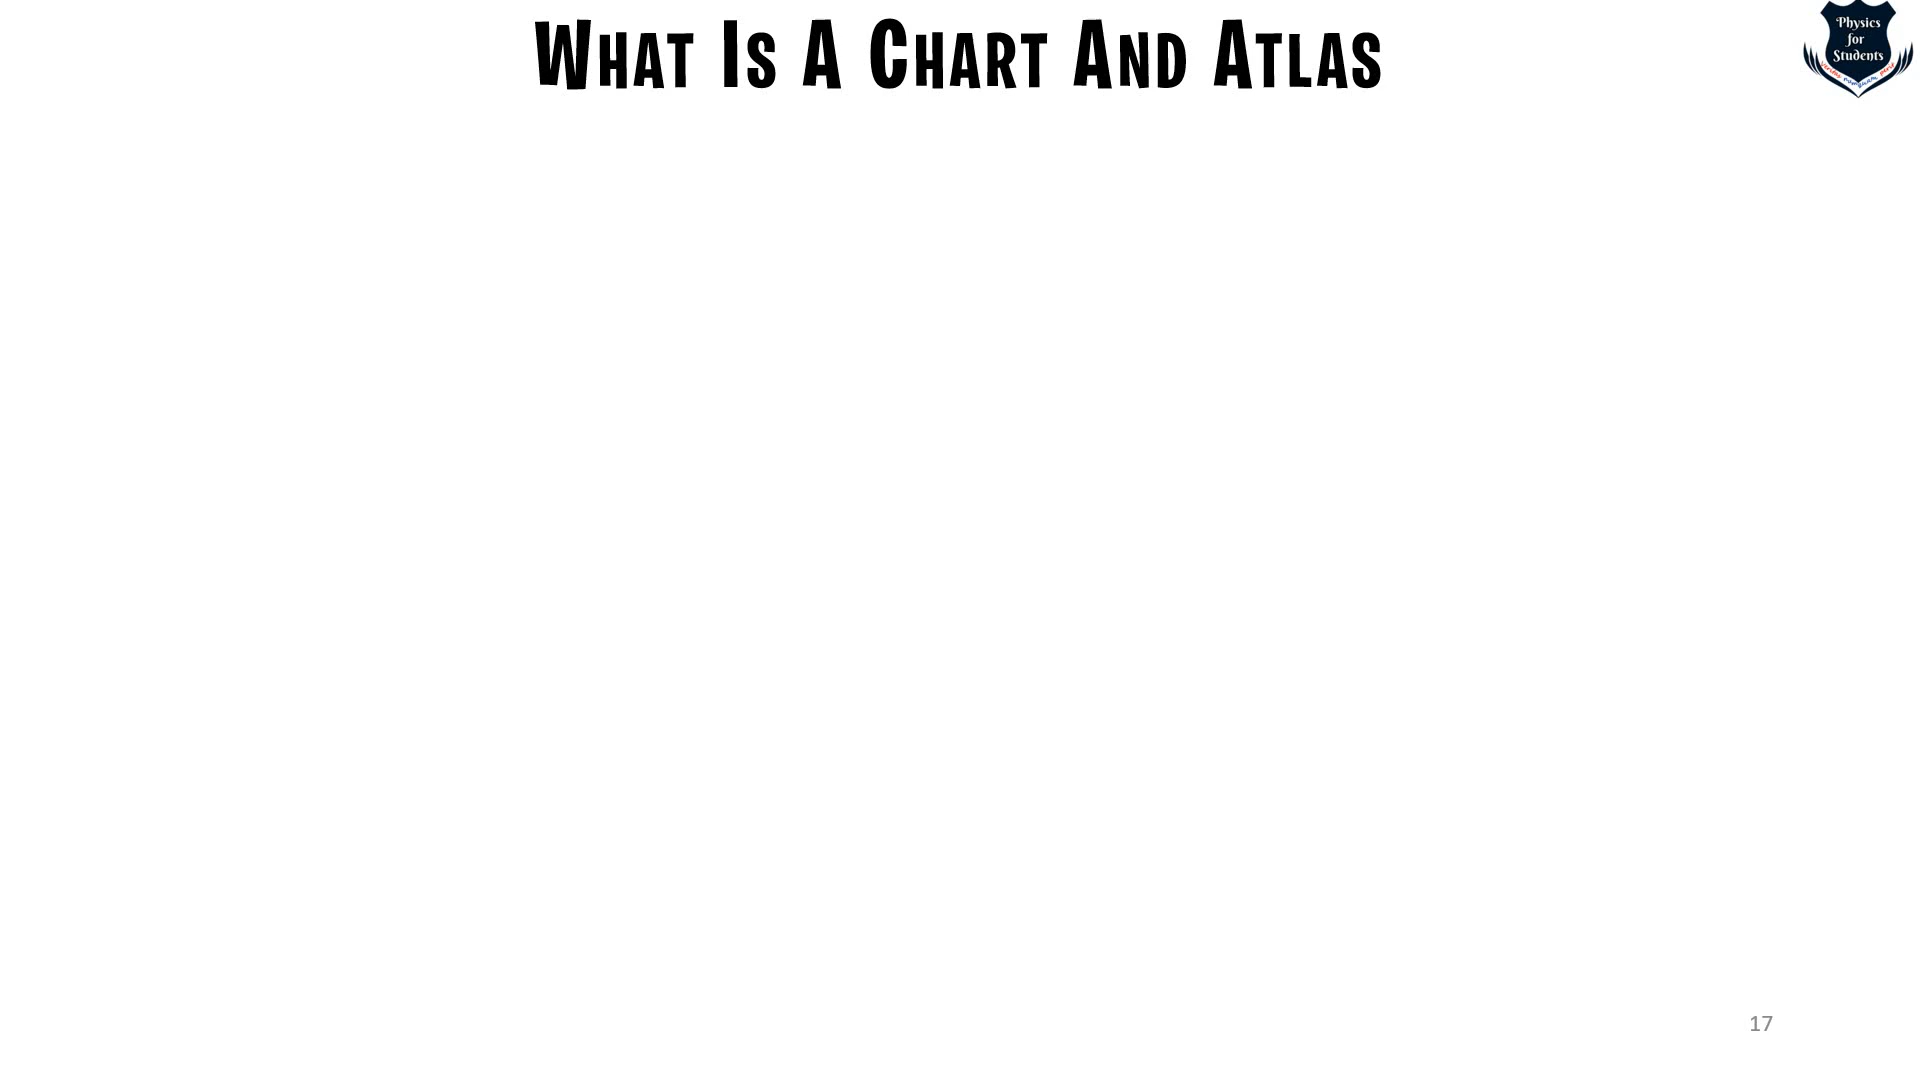 What Is A Chart And Atlas
Physics
for
Students
17